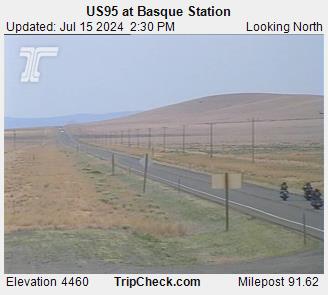 US95 at Basque Station
Updated: Jul 15 2024  2:30 PM Looking North
Elevation 4460 TripCheck.com Milepost 91.62